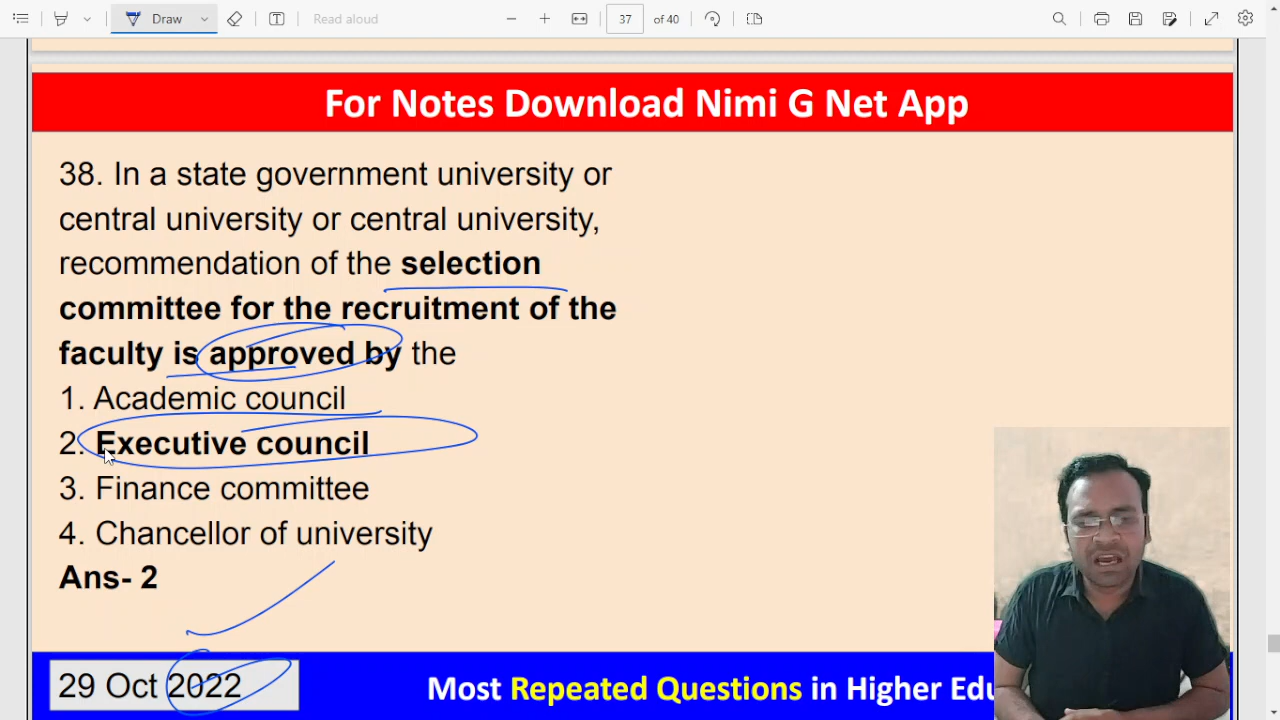 Draw
Read aloud
37 of 40
For Notes Download Nimi G Net App
38. In a state government university or
central university or central university,
recommendation of the selection
committee for the recruitment of the
faculty is approved by the
1. Academic council
2. Executive council
3. Finance committee
4. Chancellor of university
Ans- 2
29 Oct 2022
Most Repeated Questions in Higher Edu